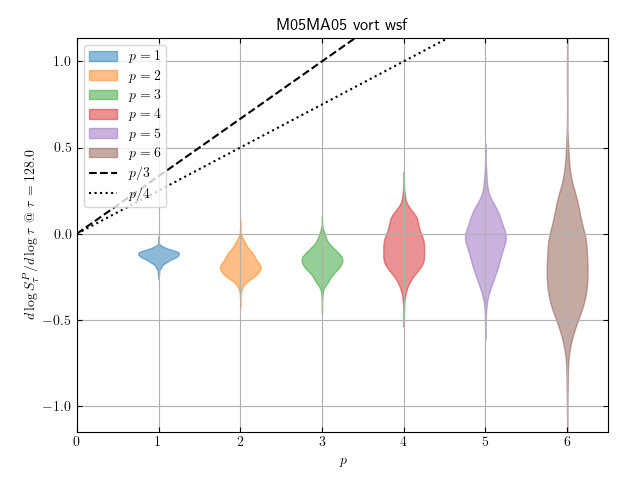 M05MA05 vort wsf
p = 1
p = 2
p = 3
p = 4
p = 5
p = 6
p/3
p/4
1.0
0.5
0.0
−0.5
−1.0
d log S_τ^P / d log τ @ τ = 128.0
0 1 2 3 4 5 6
p